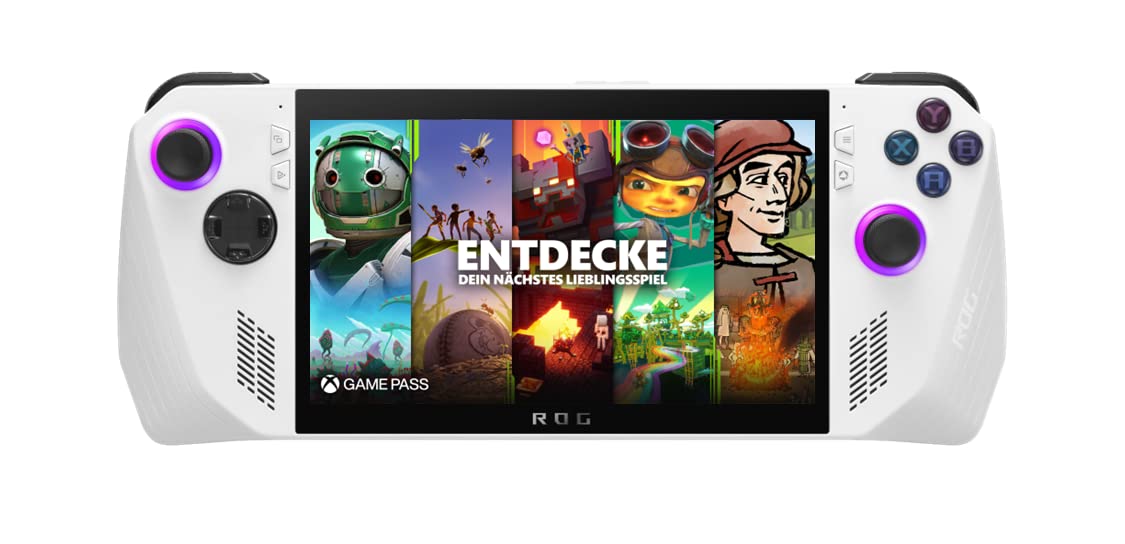 Y
X
B
A
ENTDECKE
DEIN NÄCHSTES LIEBLINGSSPIEL
GAME PASS
ROG
ROG